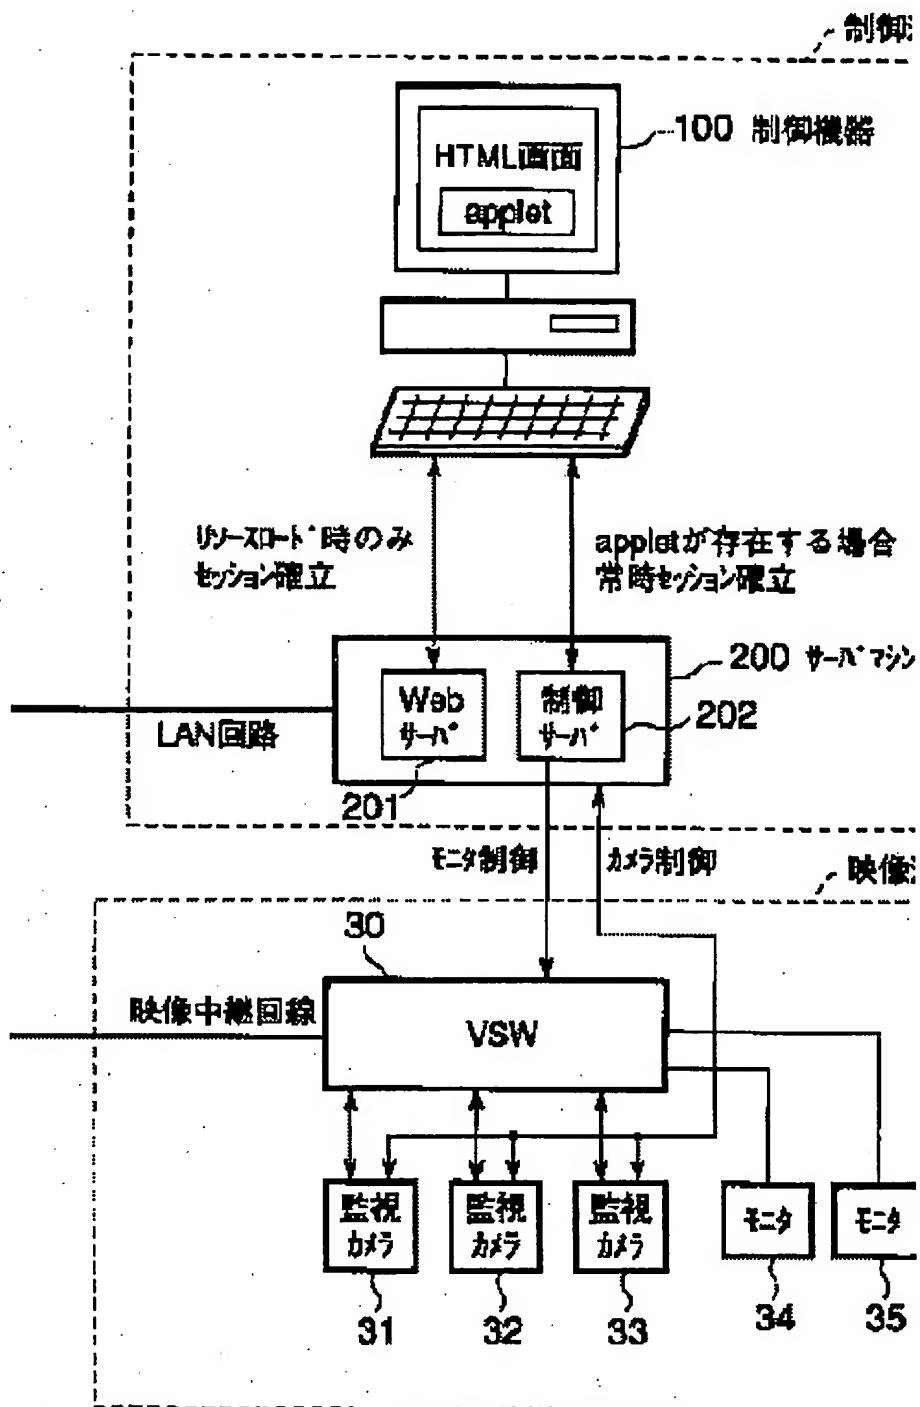 制御
100 制御機器
HTML画面
applet
リソースロード時のみ
セッション確立
appletが存在する場合
常時セッション確立
200 サーバマシン
Web
サーバ
制御
サーバ
202
LAN回路
201
モニタ制御
カメラ制御
映像
30
映像中継回線
VSW
監視
カメラ
監視
カメラ
監視
カメラ
モニタ
モニタ
31
32
33
34
35